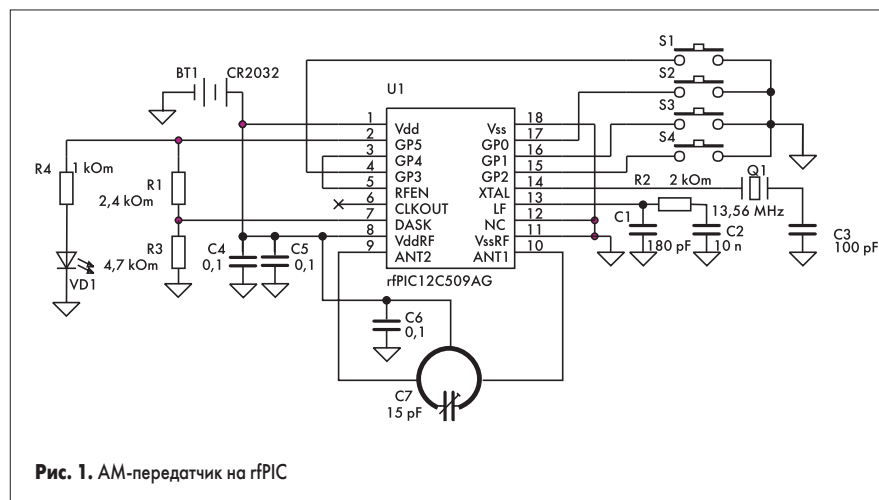 S1
BT1 CR2032
S2
U1
S3
S4
1 Vdd Vss 18
2 GP5 GP0 17
3 GP4 GP1 16
4 GP3 GP2 15
5 RFEN XTAL 14
6 CLKOUT LF 13
7 DASK NC 12
8 VddRF VssRF 11
9 ANT2 ANT1 10
rfPIC12C509AG
R4 1 kOm
R1
2,4 kOm
R3
4,7 kOm
VD1
C4
0,1
C5
0,1
R2 2 kOm
Q1
13,56 MHz
C1
180 pF
C2
10 n
C3
100 pF
C6
0,1
C7
15 pF
Рис. 1. АМ-передатчик на rfPIC